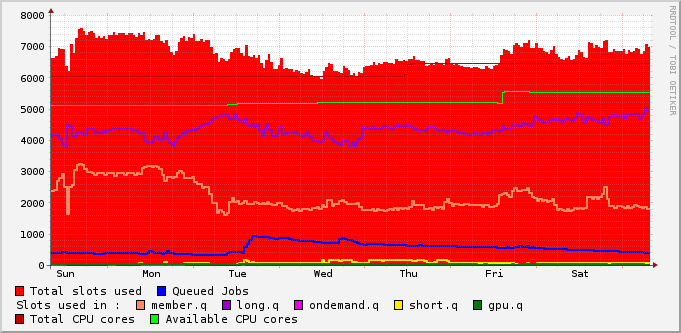 8000
7000
6000
5000
4000
3000
2000
1000
0
Sun Mon Tue Wed Thu Fri Sat
RRDTOOL / TOBI OETIKER
Total slots used Queued Jobs
Slots used in : member.q long.q ondemand.q short.q gpu.q
Total CPU cores Available CPU cores